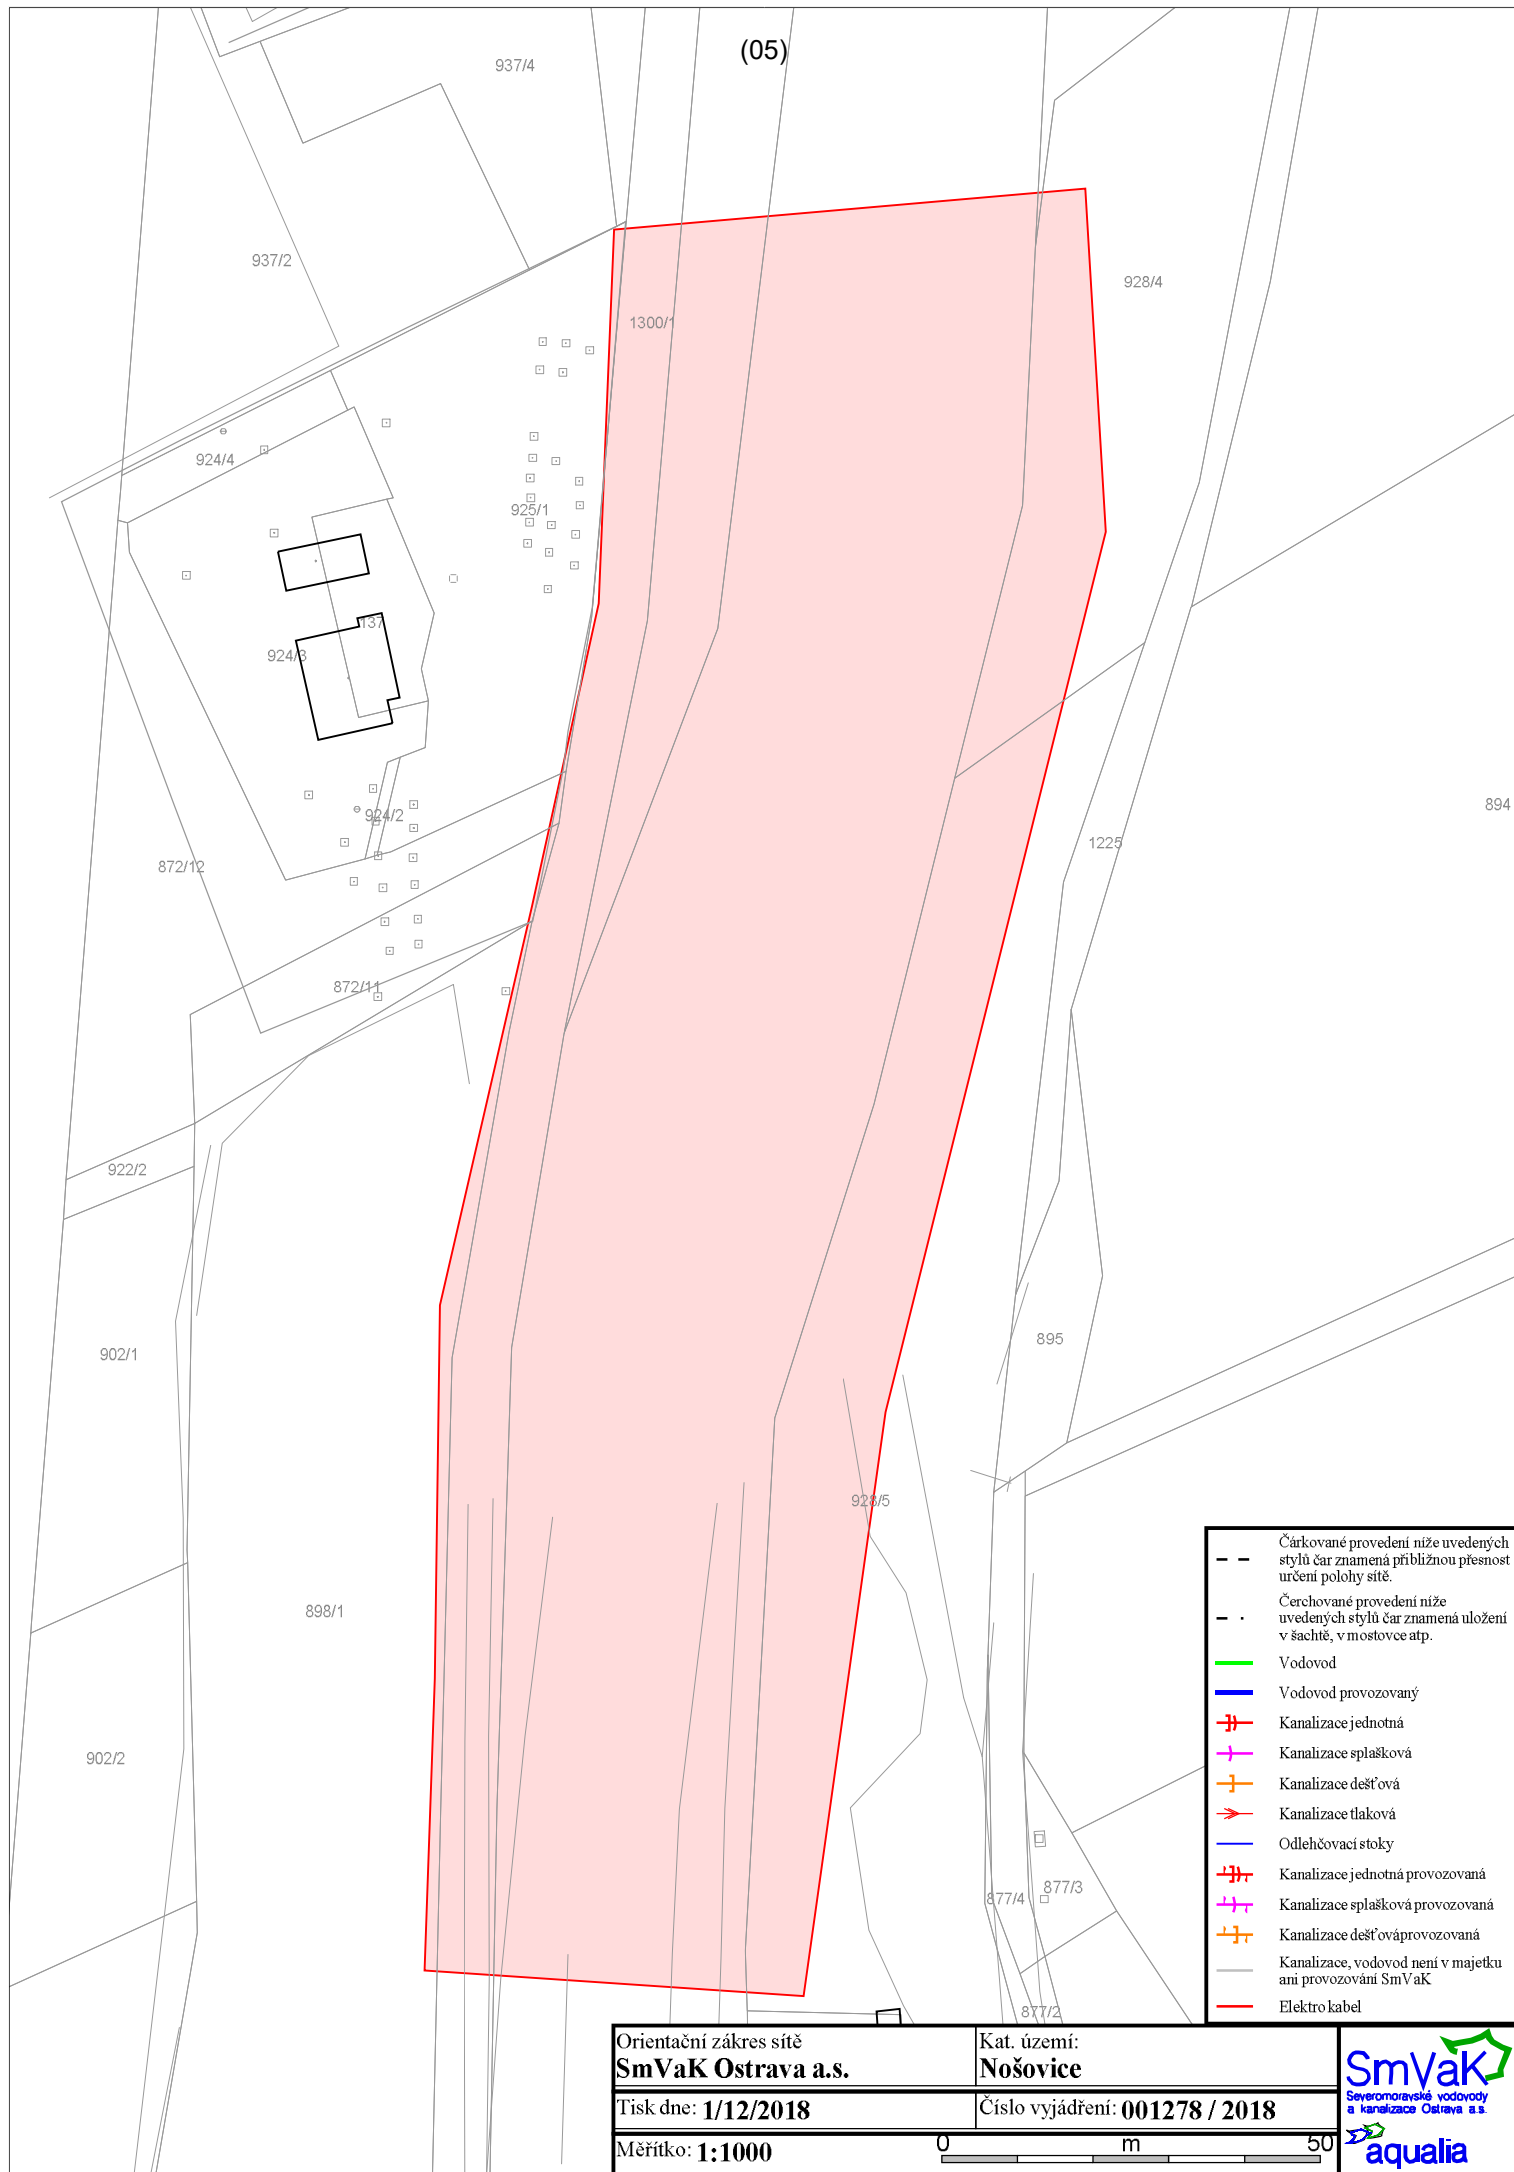 (05)
937/4
937/2
928/4
1300/1
924/4
925/1
137
924/3
894
924/2
1225
872/12
872/11
922/2
895
902/1
928/5
898/1
902/2
877/3
877/4
877/2
Čárkované provedení níže uvedených
stylů čar znamená přibližnou přesnost
určení polohy sítě.
Čerchované provedení níže
uvedených stylů čar znamená uložení
v šachtě, v mostovce atp.
Vodovod
Vodovod provozovaný
Kanalizace jednotná
Kanalizace splašková
Kanalizace dešťová
Kanalizace tlaková
Odlehčovací stoky
Kanalizace jednotná provozovaná
Kanalizace splašková provozovaná
Kanalizace dešťováprovozovaná
Kanalizace, vodovod není v majetku
ani provozování SmVaK
Elektro kabel
Orientační zákres sítě
SmVaK Ostrava a.s.
Kat. území:
Nošovice
Tisk dne: 1/12/2018
Číslo vyjádření: 001278 / 2018
Měřítko: 1:1000
0 m 50
SmVaK
Severomoravské vodovody
a kanalizace Ostrava a.s.
aqualia